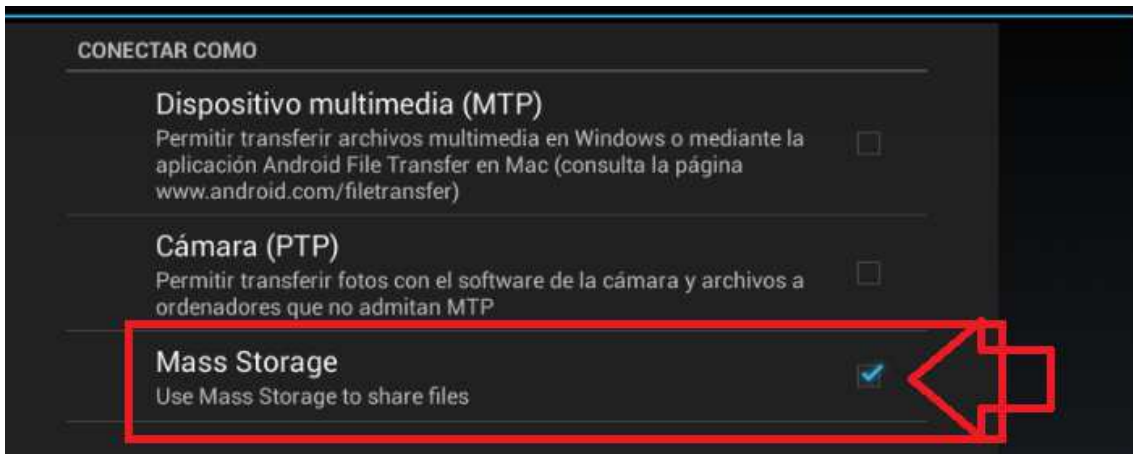 CONECTAR COMO
Dispositivo multimedia (MTP)
Permitir transferir archivos multimedia en Windows o mediante la
aplicación Android File Transfer en Mac (consulta la página
www.android.com/filetransfer)
Cámara (PTP)
Permitir transferir fotos con el software de la cámara y archivos a
ordenadores que no admitan MTP
Mass Storage
Use Mass Storage to share files